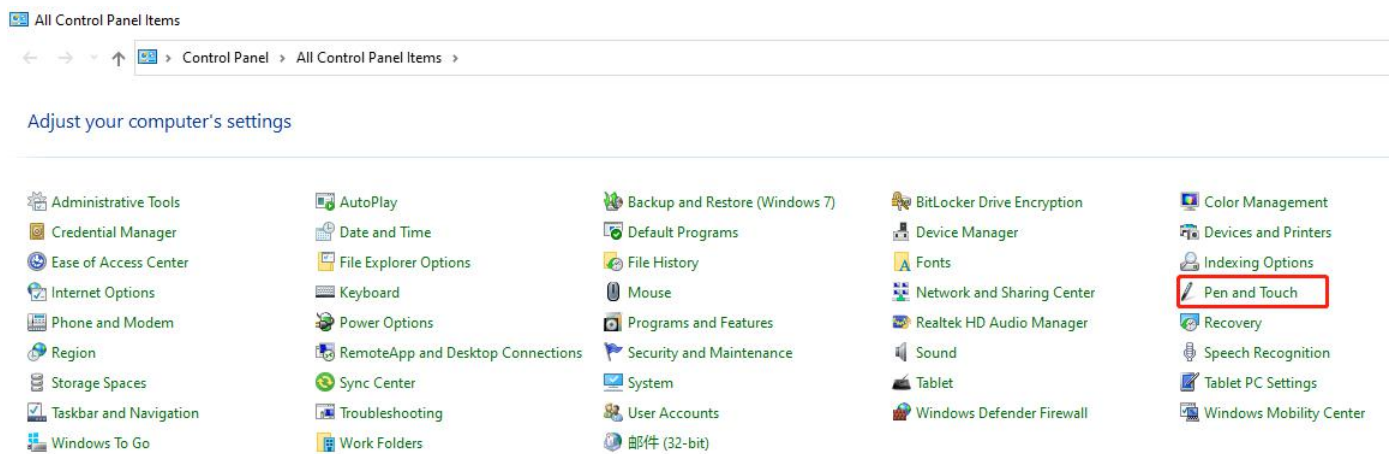 All Control Panel Items
Control Panel > All Control Panel Items >
Adjust your computer's settings
Administrative Tools AutoPlay Backup and Restore (Windows 7) BitLocker Drive Encryption Color Management
Credential Manager Date and Time Default Programs Device Manager Devices and Printers
Ease of Access Center File Explorer Options File History Fonts Indexing Options
Internet Options Keyboard Mouse Network and Sharing Center Pen and Touch
Phone and Modem Power Options Programs and Features Realtek HD Audio Manager Recovery
Region RemoteApp and Desktop Connections Security and Maintenance Sound Speech Recognition
Storage Spaces Sync Center System Tablet Tablet PC Settings
Taskbar and Navigation Troubleshooting User Accounts Windows Defender Firewall Windows Mobility Center
Windows To Go Work Folders 邮件 (32-bit)